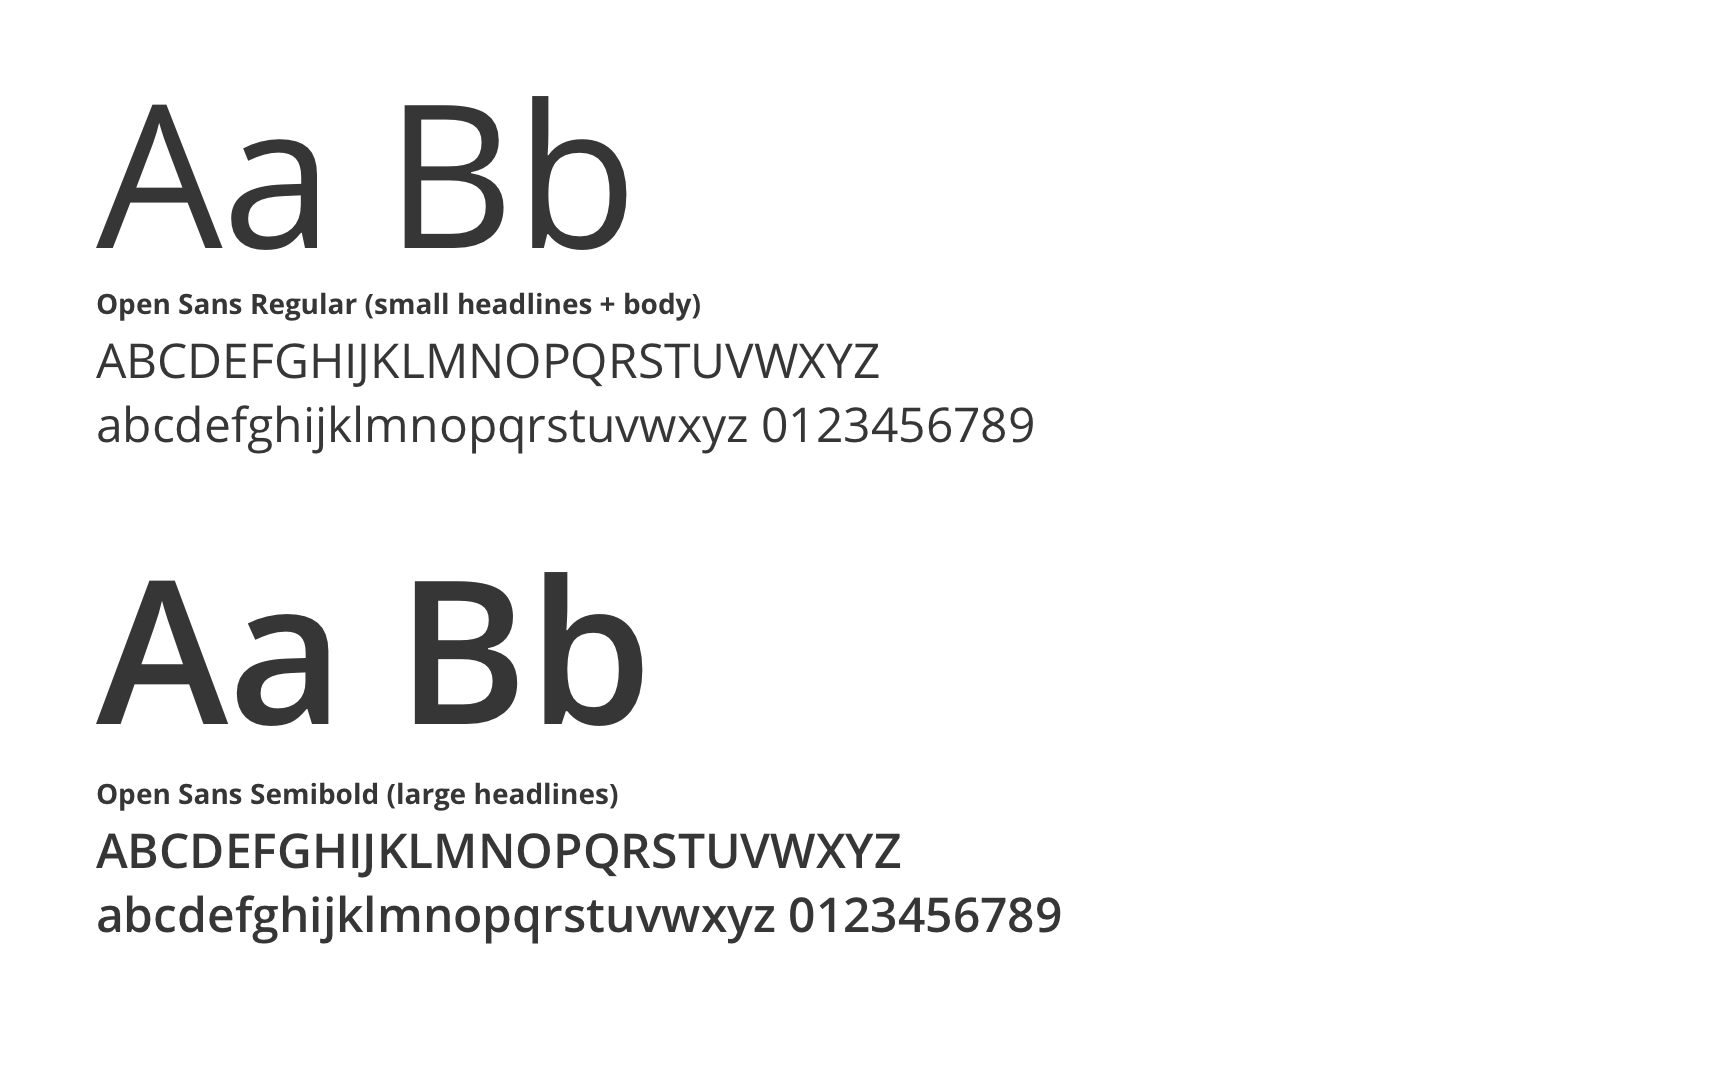 Aa Bb
Open Sans Regular (small headlines + body)
ABCDEFGHIJKLMNOPQRSTUVWXYZ
abcdefghijklmnopqrstuvwxyz 0123456789
Aa Bb
Open Sans Semibold (large headlines)
ABCDEFGHIJKLMNOPQRSTUVWXYZ
abcdefghijklmnopqrstuvwxyz 0123456789